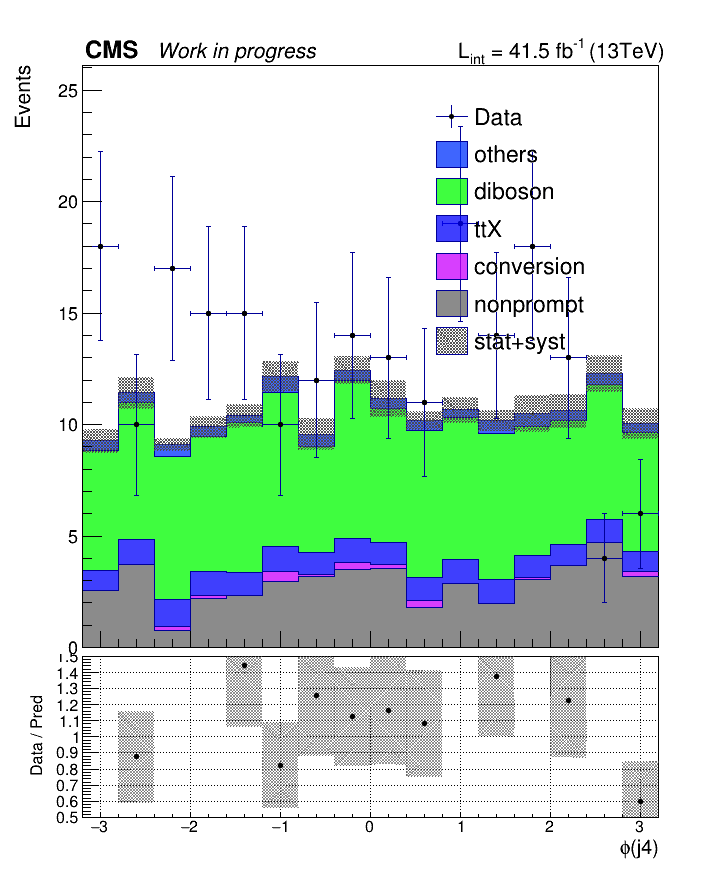 CMS Work in progress L_int = 41.5 fb^-1 (13TeV)
Events
25
20
15
10
5
0
Data
others
diboson
ttX
conversion
nonprompt
stat+syst
Data / Pred
1.5
1.4
1.3
1.2
1.1
1
0.9
0.8
0.7
0.6
0.5
−3 −2 −1 0 1 2 3
ϕ(j4)